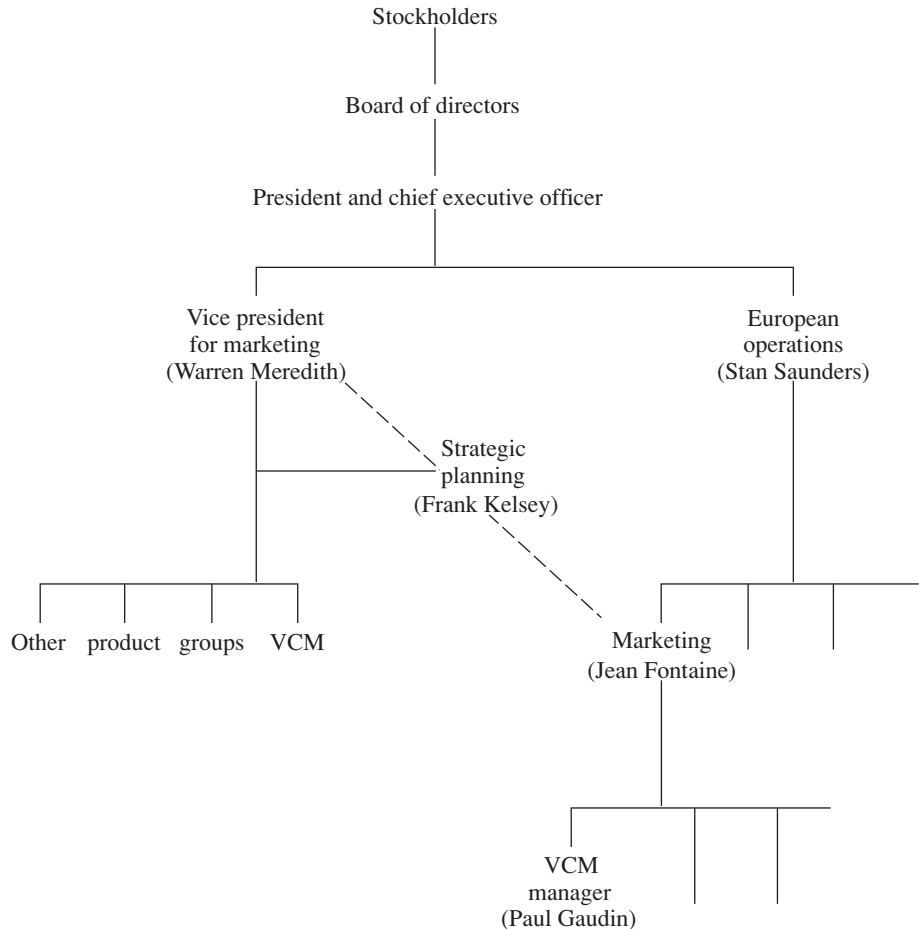 Stockholders
Board of directors
President and chief executive officer
Vice president
for marketing
(Warren Meredith)
European
operations
(Stan Saunders)
Strategic
planning
(Frank Kelsey)
Other product groups VCM
Marketing
(Jean Fontaine)
VCM
manager
(Paul Gaudin)